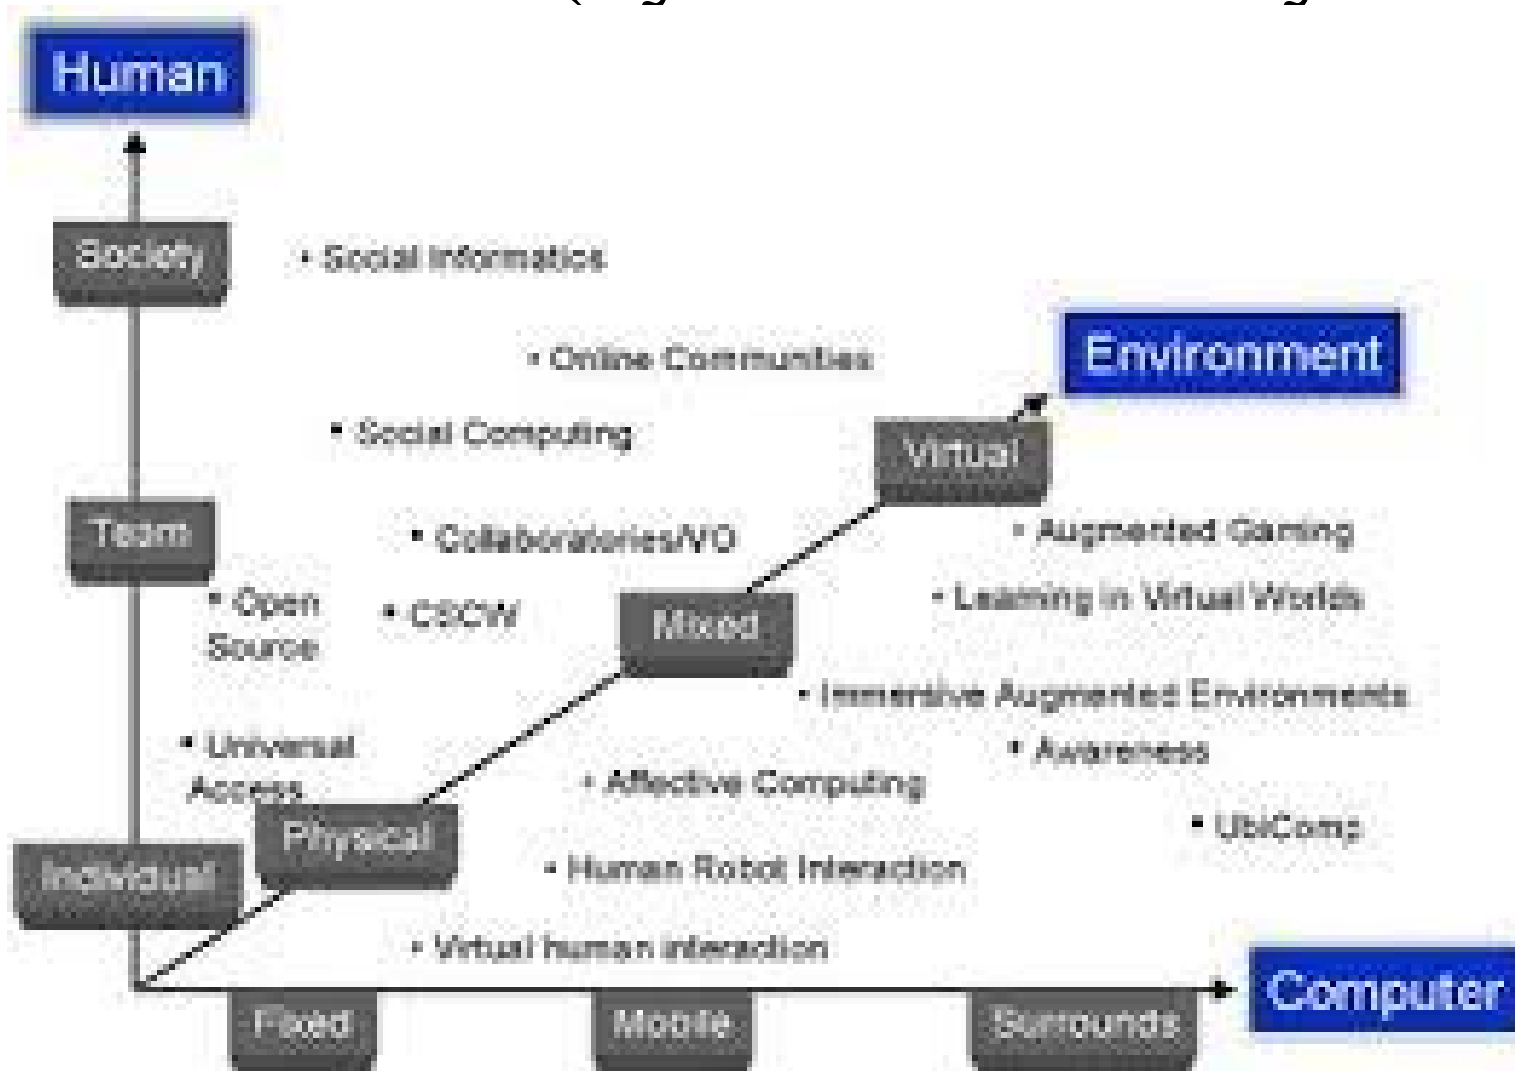 Human
Society
• Social Informatics
• Online Communities
Environment
• Social Computing
Virtual
Team
• Collaboratories/VO
• Augmented Gaming
• Open
Source
• CSCW
Mixed
• Learning in Virtual Worlds
• Immersive Augmented Environments
• Universal
Access
• Awareness
• Affective Computing
Physical
• UbiComp
Individual
• Human Robot Interaction
• Virtual human interaction
Computer
Fixed
Mobile
Surrounds